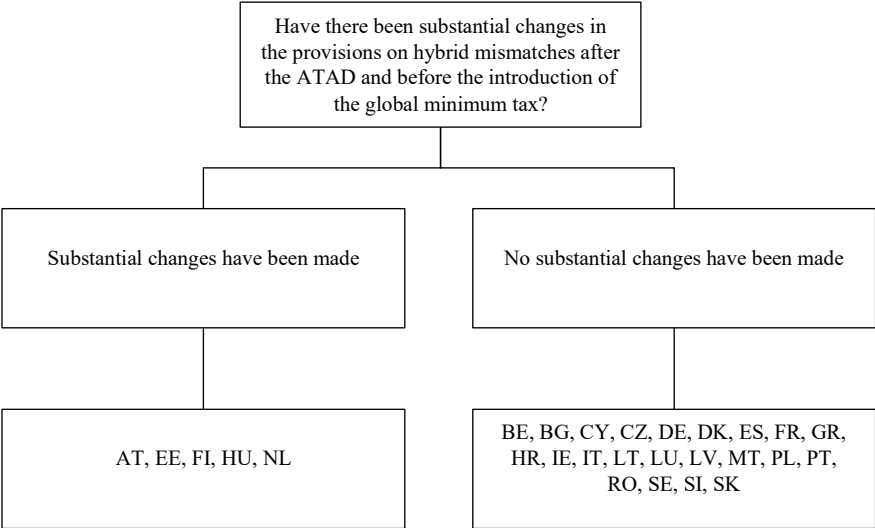 Have there been substantial changes in
the provisions on hybrid mismatches after
the ATAD and before the introduction of
the global minimum tax?
Substantial changes have been made
No substantial changes have been made
AT, EE, FI, HU, NL
BE, BG, CY, CZ, DE, DK, ES, FR, GR,
HR, IE, IT, LT, LU, LV, MT, PL, PT,
RO, SE, SI, SK